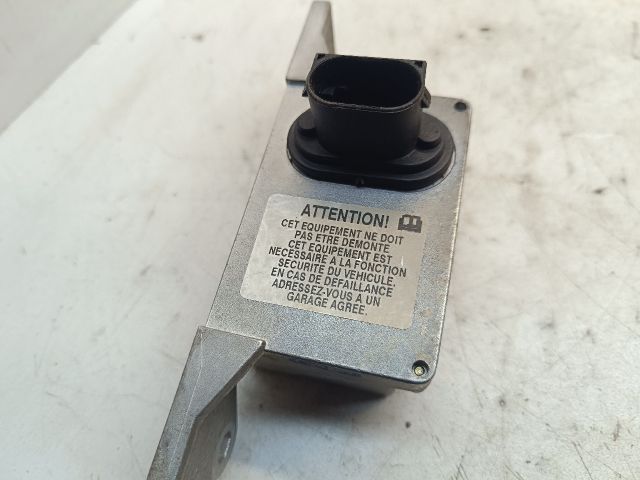 ATTENTION!
CET EQUIPEMENT NE DOIT
PAS ETRE DEMONTE
CET EQUIPEMENT EST
NECESSAIRE A LA FONCTION
SECURITE DU VEHICULE.
EN CAS DE DEFAILLANCE
ADRESSEZ-VOUS A UN
GARAGE AGREE.